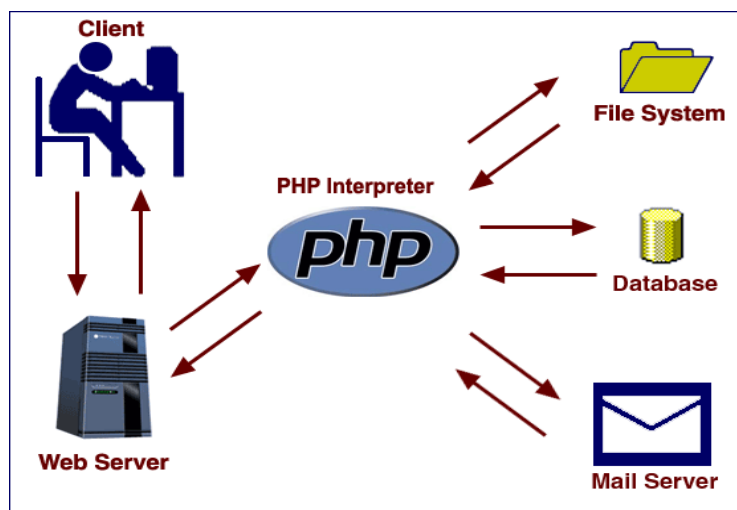 Client
File System
PHP Interpreter
php
Database
Web Server
Mail Server